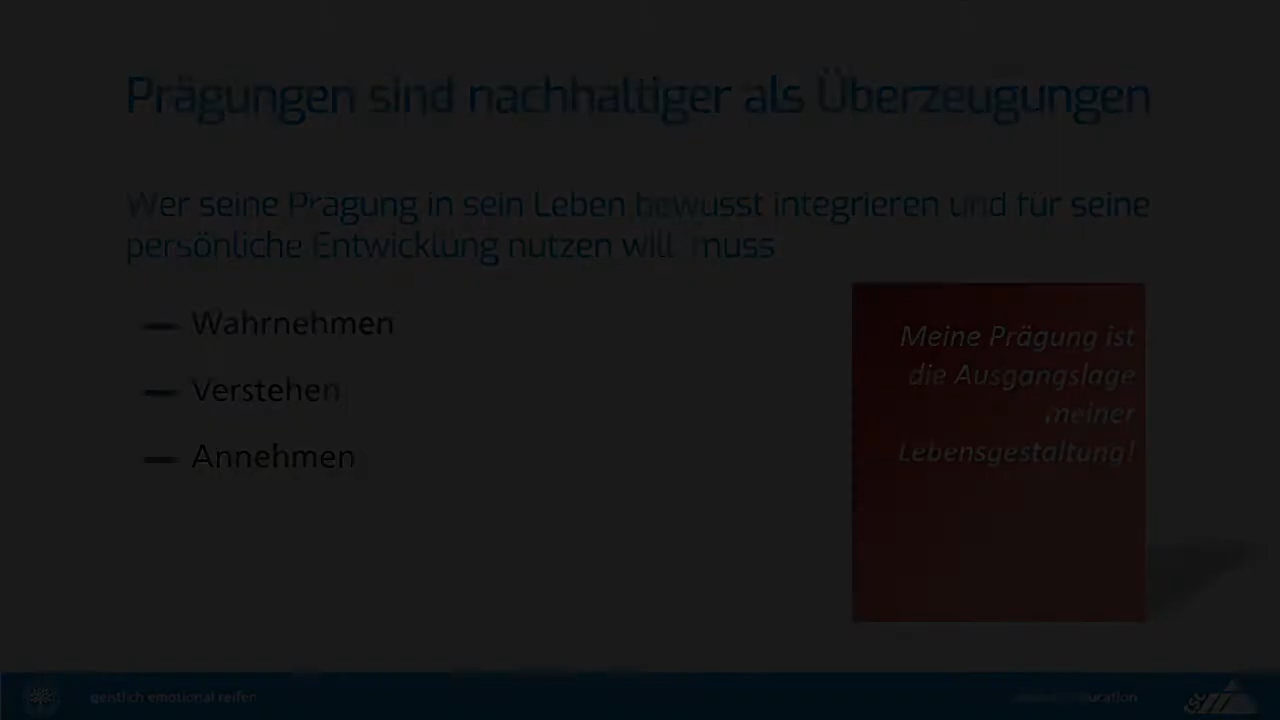 Prägungen sind nachhaltiger als Überzeugungen
Wer seine Prägung in sein Leben bewusst integrieren und für seine
persönliche Entwicklung nutzen will muss
— Wahrnehmen
— Verstehen
— Annehmen
Meine Prägung ist
die Ausgangslage
meiner
Lebensgestaltung!
geistlich emotional reifen